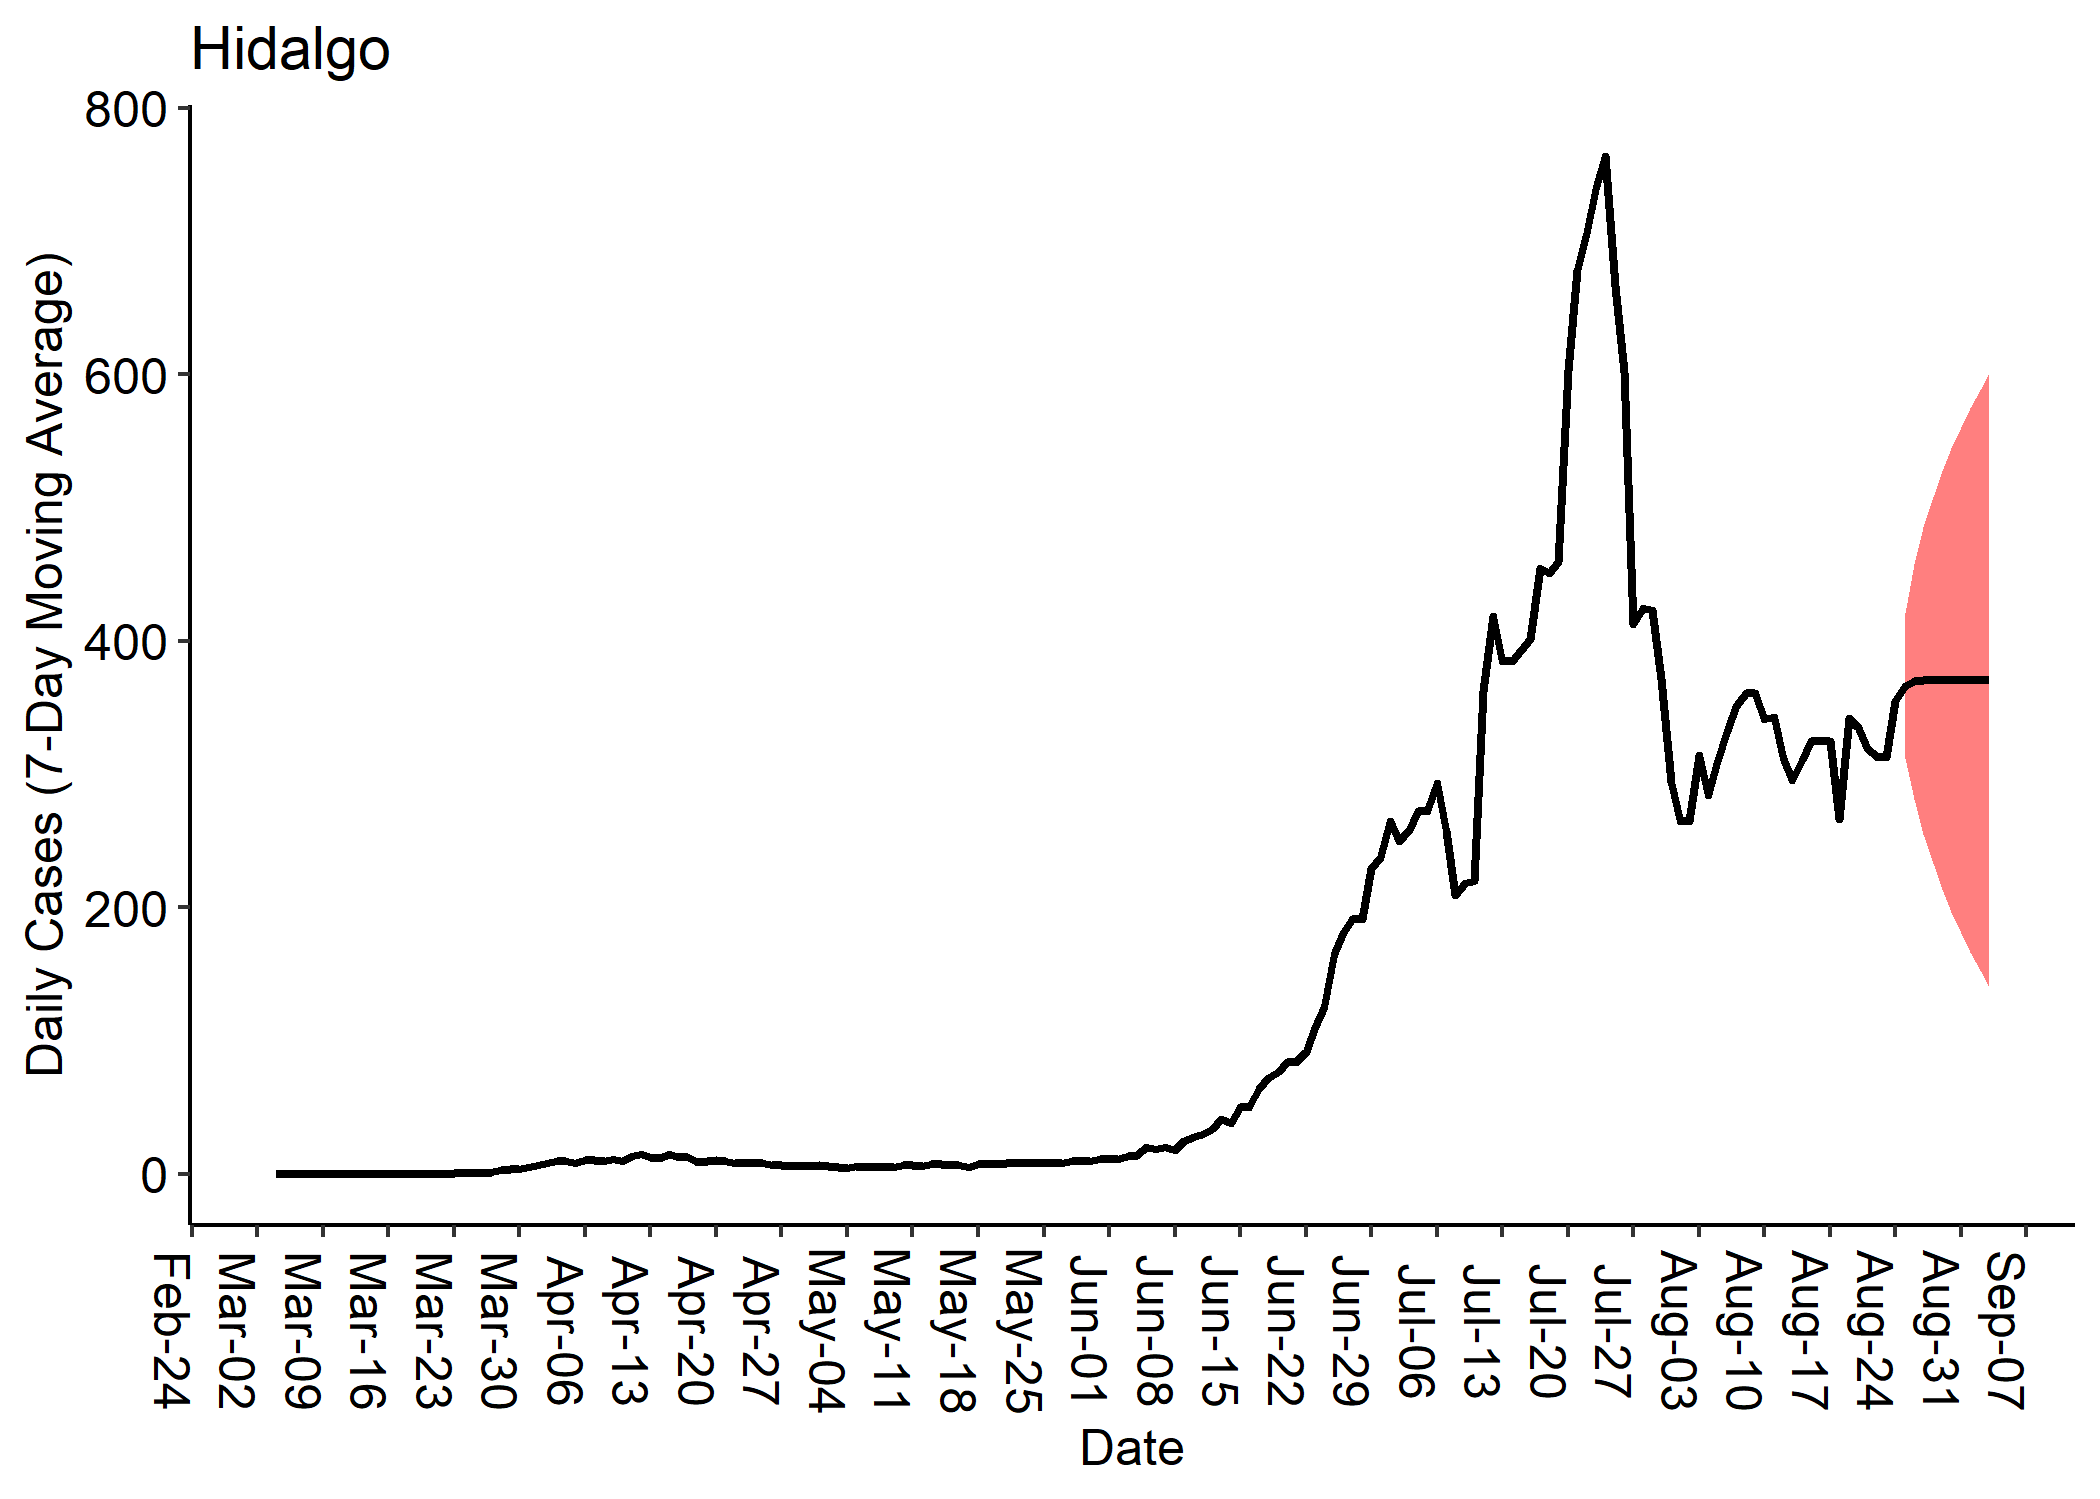 Hidalgo
800
600
400
200
0
Daily Cases (7-Day Moving Average)
Feb-24
Mar-02
Mar-09
Mar-16
Mar-23
Mar-30
Apr-06
Apr-13
Apr-20
Apr-27
May-04
May-11
May-18
May-25
Jun-01
Jun-08
Jun-15
Jun-22
Jun-29
Jul-06
Jul-13
Jul-20
Jul-27
Aug-03
Aug-10
Aug-17
Aug-24
Aug-31
Sep-07
Date